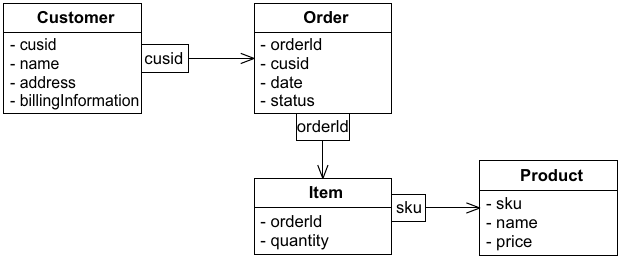 Customer
- cusid
- name
- address
- billingInformation
cusid
Order
- orderId
- cusid
- date
- status
orderId
Item
- orderId
- quantity
sku
Product
- sku
- name
- price